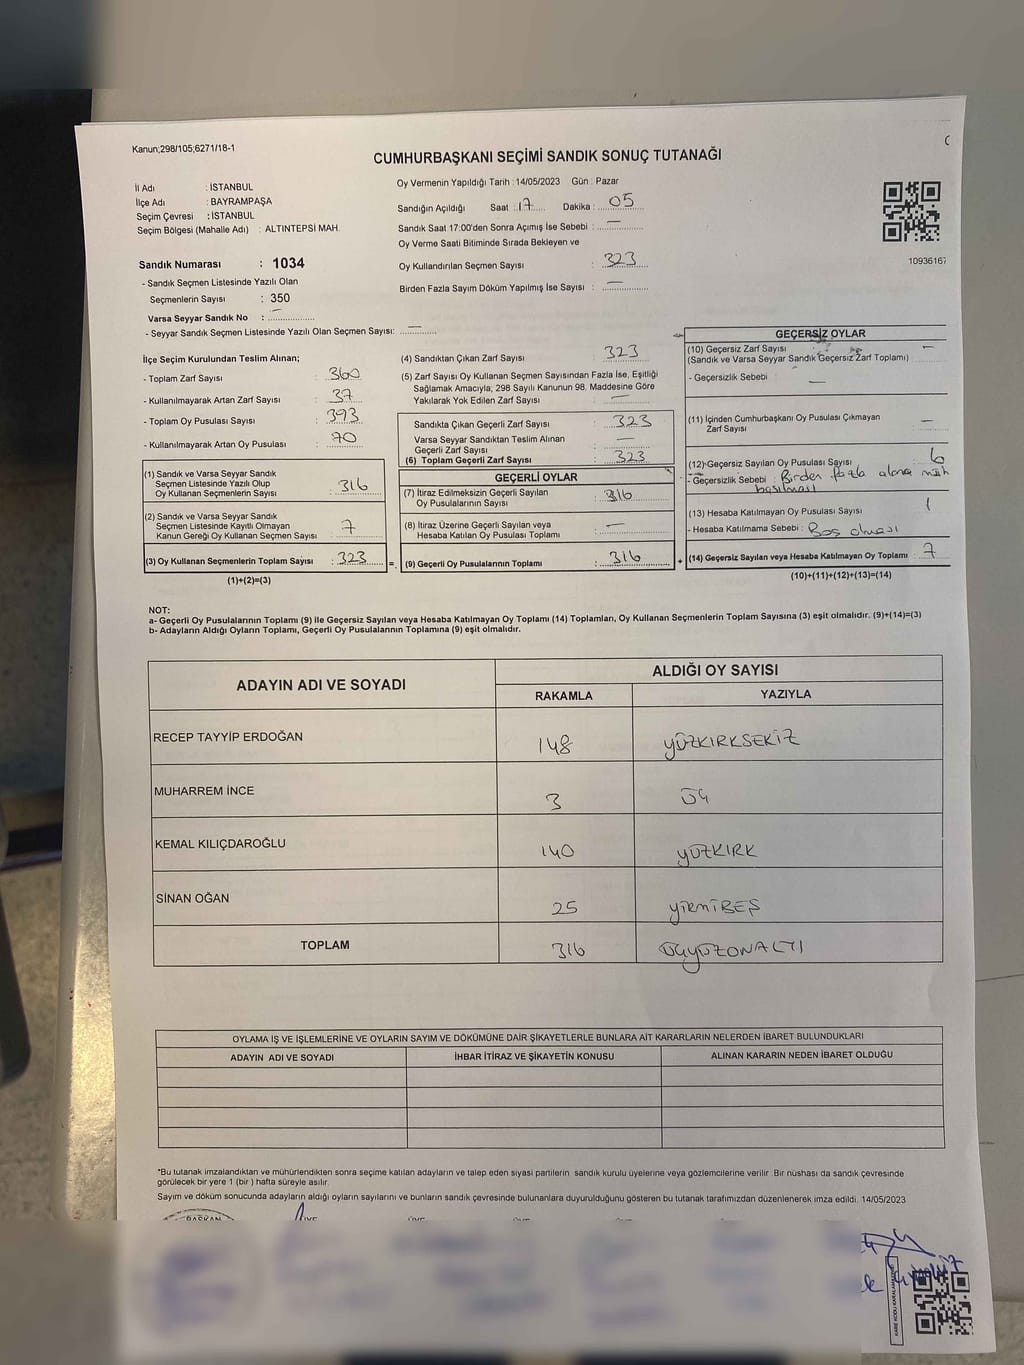 Kanun;298/105;6271/18-1
CUMHURBAŞKANI SEÇİMİ SANDIK SONUÇ TUTANAĞI
İl Adı : İSTANBUL
İlçe Adı : BAYRAMPAŞA
Seçim Çevresi : İSTANBUL
Seçim Bölgesi (Mahalle Adı) : ALTINTEPSİ MAH.
Oy Vermenin Yapıldığı Tarih : 14/05/2023 Gün : Pazar
Sandığın Açıldığı Saat : 17 Dakika : 05
Sandık Saat 17:00'den Sonra Açımış İse Sebebi : —
Oy Verme Saati Bitiminde Sırada Bekleyen ve
Oy Kullandırılan Seçmen Sayısı : 323
Birden Fazla Sayım Döküm Yapılmış İse Sayısı : —
10936167
Sandık Numarası : 1034
- Sandık Seçmen Listesinde Yazılı Olan
Seçmenlerin Sayısı : 350
Varsa Seyyar Sandık No : —
- Seyyar Sandık Seçmen Listesinde Yazılı Olan Seçmen Sayısı: —
İlçe Seçim Kurulundan Teslim Alınan;
- Toplam Zarf Sayısı : 360
- Kullanılmayarak Artan Zarf Sayısı : 37
- Toplam Oy Pusulası Sayısı : 393
- Kullanılmayarak Artan Oy Pusulası : 70
(4) Sandıktan Çıkan Zarf Sayısı : 323
(5) Zarf Sayısı Oy Kullanan Seçmen Sayısından Fazla İse, Eşitliği
Sağlamak Amacıyla, 298 Sayılı Kanunun 98. Maddesine Göre
Yakılarak Yok Edilen Zarf Sayısı : —
Sandıkta Çıkan Geçerli Zarf Sayısı : 323
Varsa Seyyar Sandıktan Teslim Alınan
Geçerli Zarf Sayısı : —
(6) Toplam Geçerli Zarf Sayısı : 323
GEÇERSİZ OYLAR
(10) Geçersiz Zarf Sayısı : —
(Sandık ve Varsa Seyyar Sandık Geçersiz Zarf Toplamı)
- Geçersizlik Sebebi : —
(11) İçinden Cumhurbaşkanı Oy Pusulası Çıkmayan
Zarf Sayısı : —
(12) Geçersiz Sayılan Oy Pusulası Sayısı : 6
- Geçersizlik Sebebi : Birden fazla alana müh
basılması
(13) Hesaba Katılmayan Oy Pusulası Sayısı : 1
- Hesaba Katılmama Sebebi : Boş olması
(14) Geçersiz Sayılan veya Hesaba Katılmayan Oy Toplamı : 7
(10)+(11)+(12)+(13)=(14)
(1) Sandık ve Varsa Seyyar Sandık
Seçmen Listesinde Yazılı Olup
Oy Kullanan Seçmenlerin Sayısı : 316
(2) Sandık ve Varsa Seyyar Sandık
Seçmen Listesinde Kayıtlı Olmayan
Kanun Gereği Oy Kullanan Seçmen Sayısı : 7
(3) Oy Kullanan Seçmenlerin Toplam Sayısı : 323 =
(1)+(2)=(3)
GEÇERLİ OYLAR
(7) İtiraz Edilmeksizin Geçerli Sayılan
Oy Pusulalarının Sayısı : 316
(8) İtiraz Üzerine Geçerli Sayılan veya
Hesaba Katılan Oy Pusulası Toplamı : —
(9) Geçerli Oy Pusulalarının Toplamı : 316 +
NOT:
a- Geçerli Oy Pusulalarının Toplamı (9) ile Geçersiz Sayılan veya Hesaba Katılmayan Oy Toplamı (14) Toplamları, Oy Kullanan Seçmenlerin Toplam Sayısına (3) eşit olmalıdır. (9)+(14)=(3)
b- Adayların Aldığı Oyların Toplamı, Geçerli Oy Pusulalarının Toplamına (9) eşit olmalıdır.
ADAYIN ADI VE SOYADI
ALDIĞI OY SAYISI
RAKAMLA YAZIYLA
RECEP TAYYİP ERDOĞAN 148 YÜZKIRKSEKİZ
MUHARREM İNCE 3 ÜÇ
KEMAL KILIÇDAROĞLU 140 YÜZKIRK
SİNAN OĞAN 25 YİRMİBEŞ
TOPLAM 316 ÜÇYÜZONALTI
OYLAMA İŞ VE İŞLEMLERİNE VE OYLARIN SAYIM VE DÖKÜMÜNE DAİR ŞİKAYETLERLE BUNLARA AİT KARARLARIN NELERDEN İBARET BULUNDUKLARI
ADAYIN ADI VE SOYADI İHBAR İTİRAZ VE ŞİKAYETİN KONUSU ALINAN KARARIN NEDEN İBARET OLDUĞU
*Bu tutanak imzalandıktan ve mühürlendikten sonra seçime katılan adayların ve talep eden siyasi partilerin sandık kurulu üyelerine veya gözlemcilerine verilir. Bir nüshası da sandık çevresinde
görülecek bir yere 1 (bir ) hafta süreyle asılır.
Sayım ve döküm sonucunda adayların aldığı oyların sayılarını ve bunların sandık çevresinde bulunanlara duyurulduğunu gösteren bu tutanak tarafımızdan düzenlenerek imza edildi. 14/05/2023
BAŞKAN ÜYE